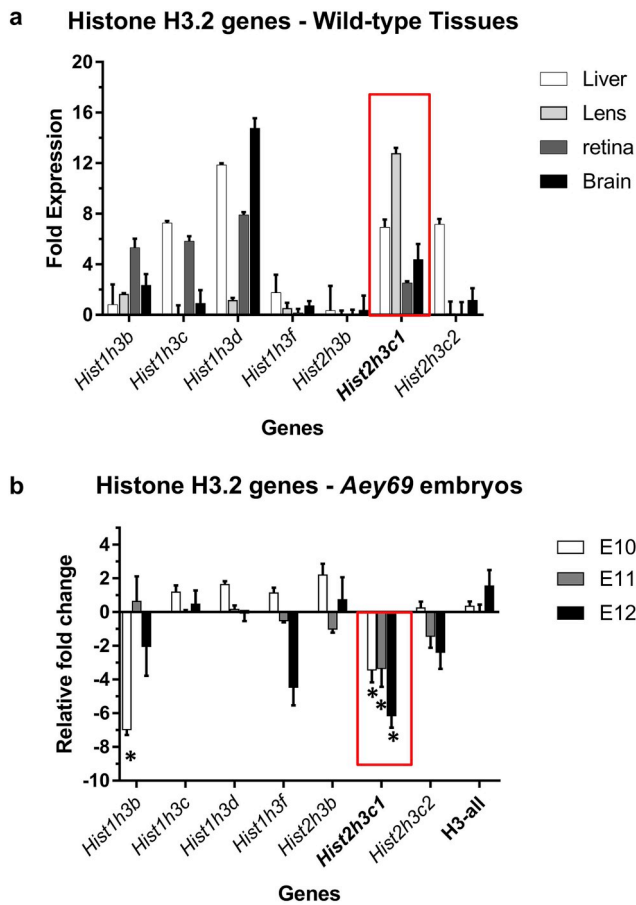 a Histone H3.2 genes - Wild-type Tissues
20
16
12
8
4
0
Fold Expression
Liver
Lens
retina
Brain
Hist1h3b
Hist1h3c
Hist1h3d
Hist1h3f
Hist2h3b
Hist2h3c1
Hist2h3c2
Genes
b Histone H3.2 genes - Aey69 embryos
4
2
0
-2
-4
-6
-8
-10
Relative fold change
E10
E11
E12
*
* * *
Hist1h3b
Hist1h3c
Hist1h3d
Hist1h3f
Hist2h3b
Hist2h3c1
Hist2h3c2
H3-all
Genes